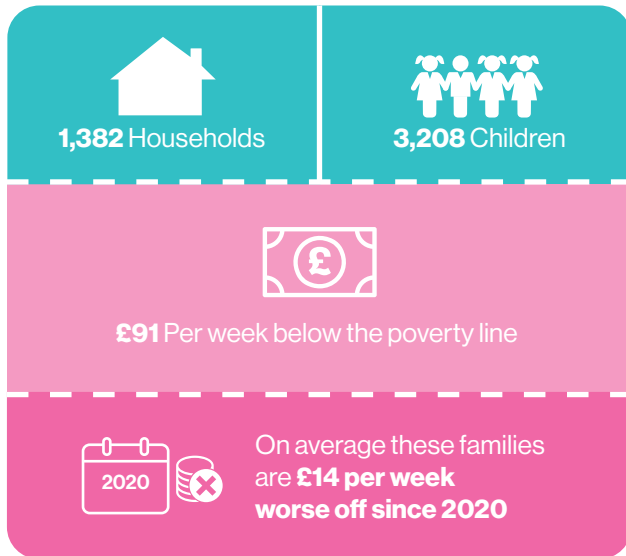 1,382 Households
3,208 Children
£
£91 Per week below the poverty line
2020
On average these families
are £14 per week
worse off since 2020